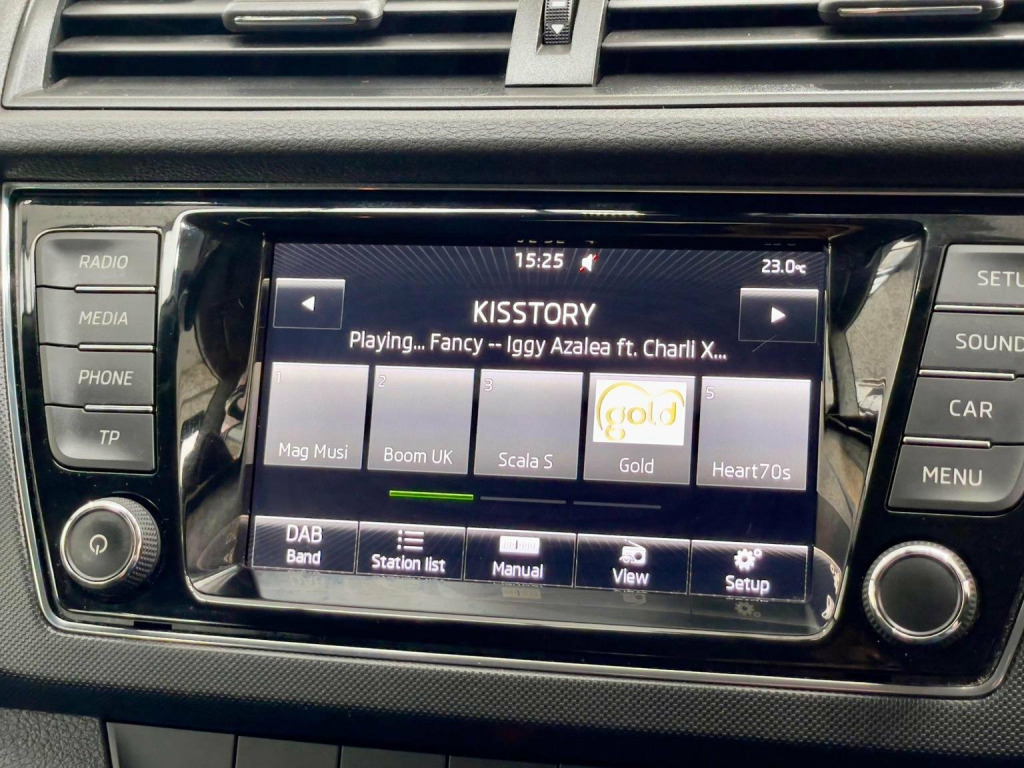 15:25
23.0°C
KISSTORY
Playing... Fancy -- Iggy Azalea ft. Charli X...
1
2
3
5
gold
Mag Musi
Boom UK
Scala S
Gold
Heart70s
DAB
Band
Station list
Manual
View
Setup
RADIO
MEDIA
PHONE
TP
SETU
SOUND
CAR
MENU